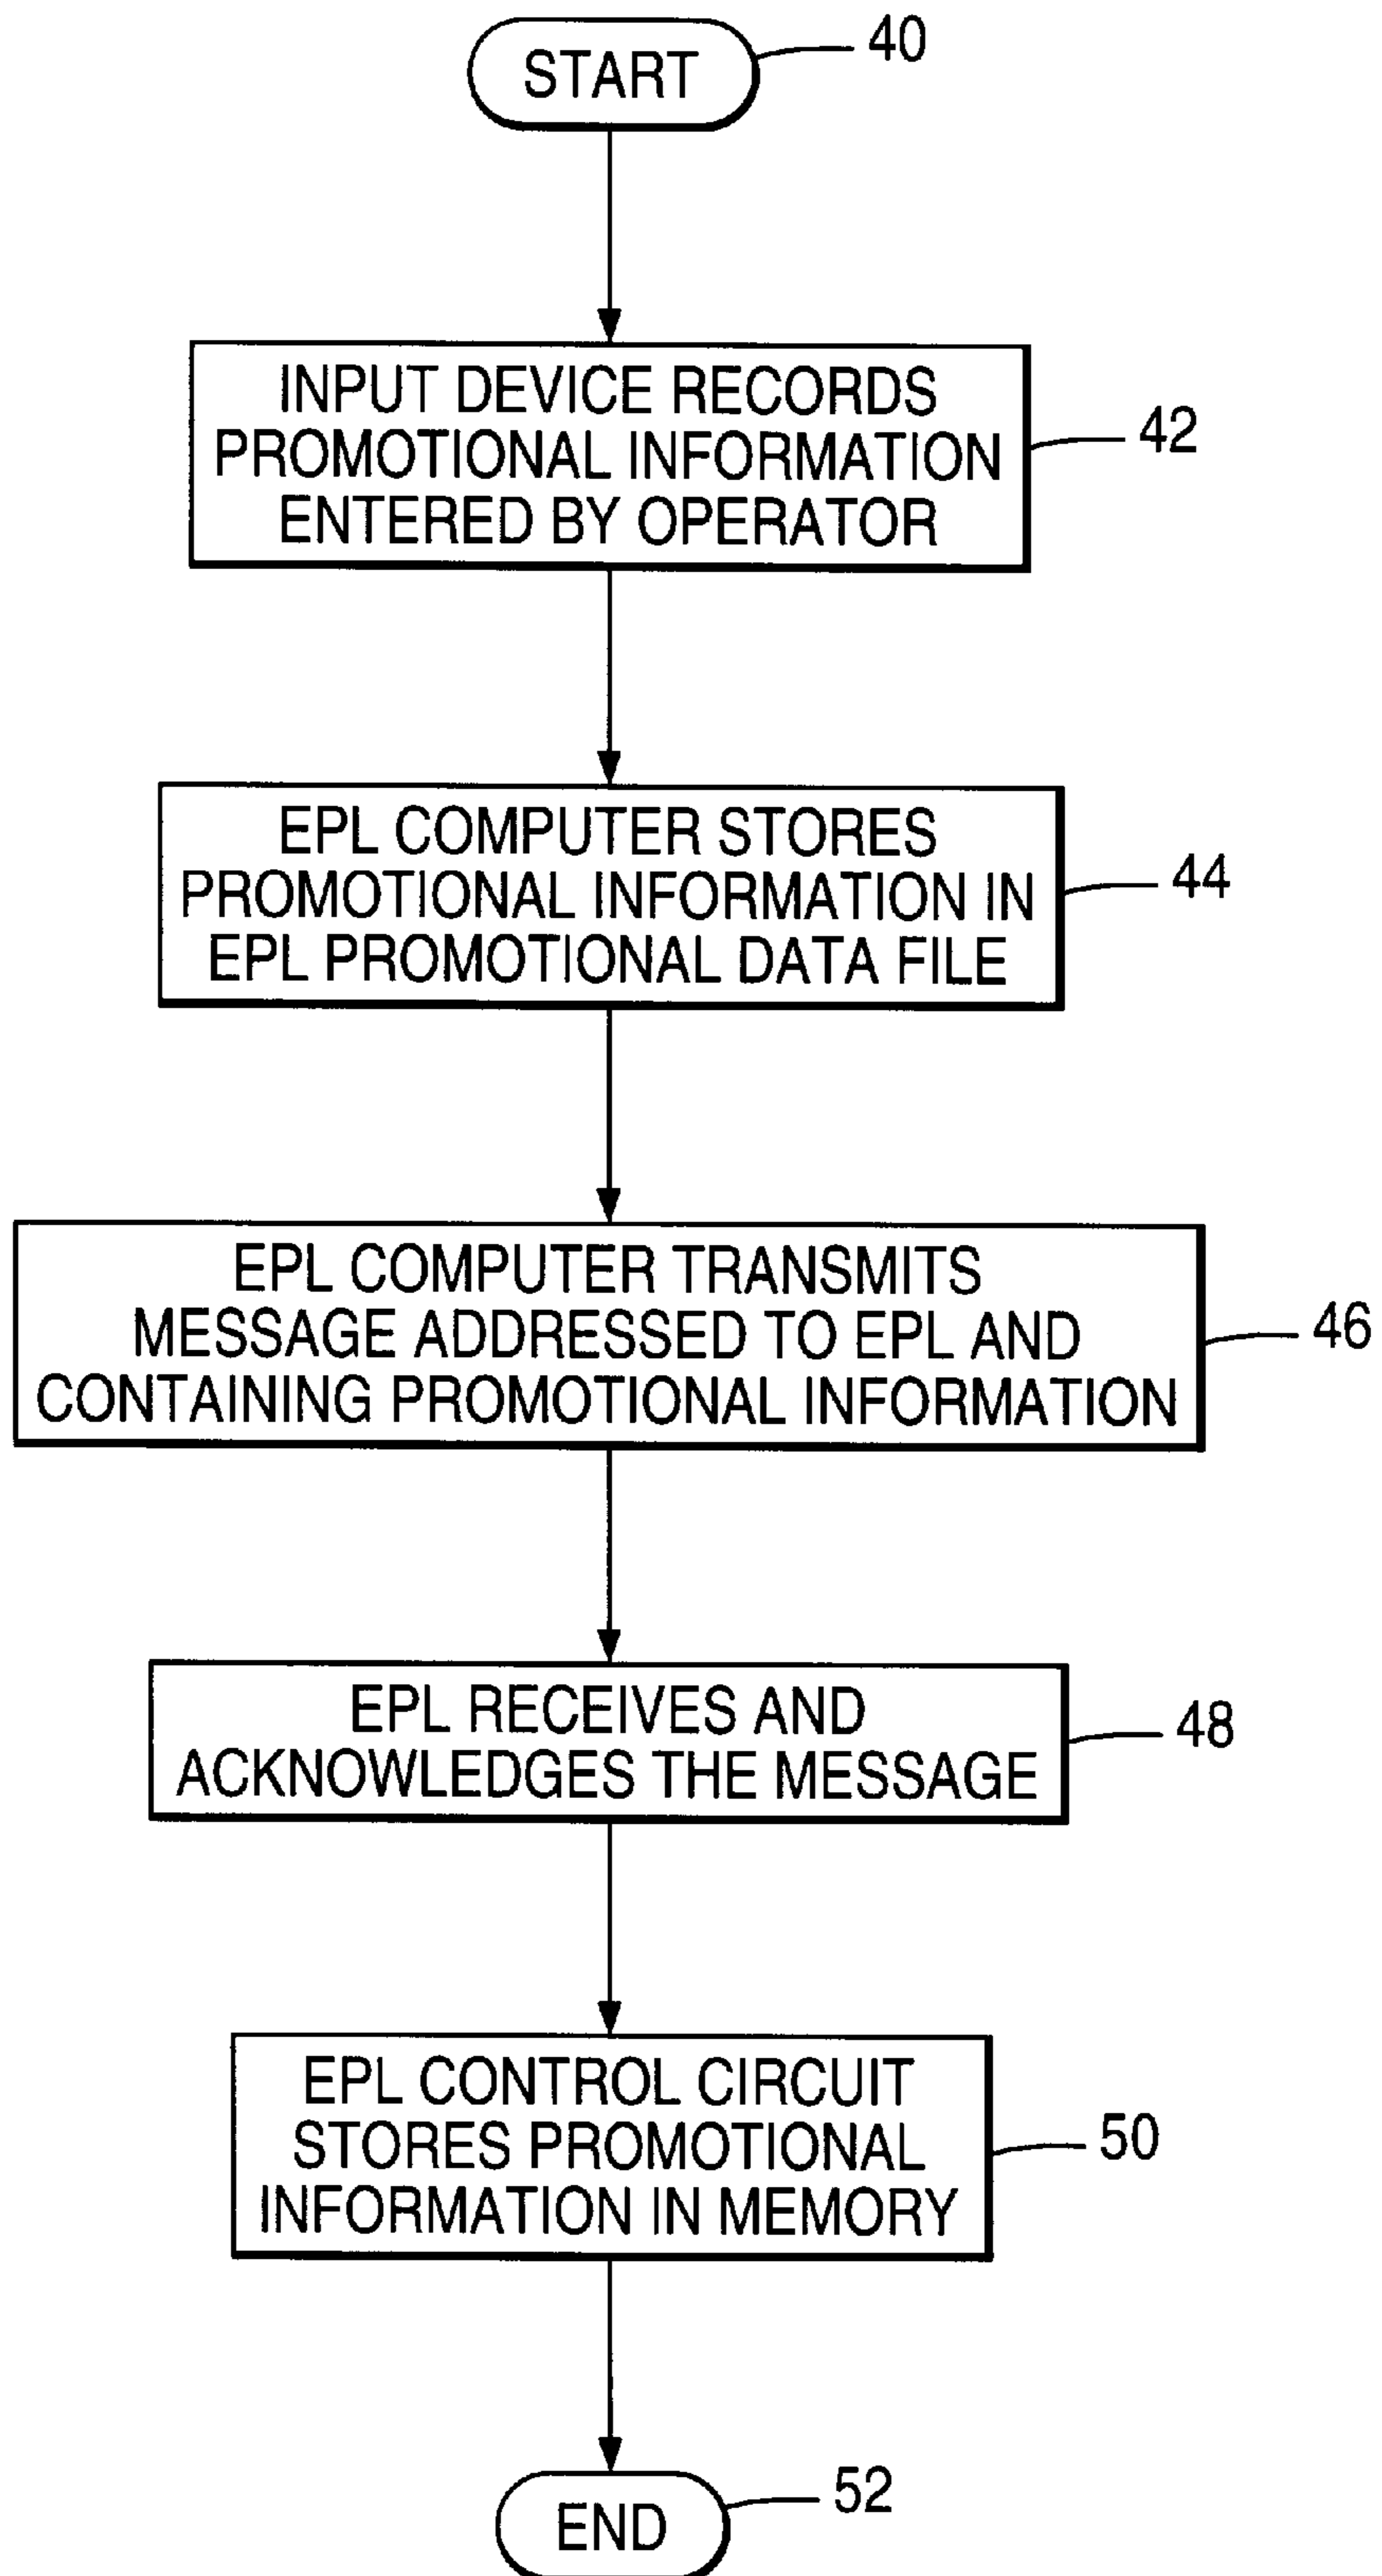 START
40
INPUT DEVICE RECORDS
PROMOTIONAL INFORMATION
ENTERED BY OPERATOR
42
EPL COMPUTER STORES
PROMOTIONAL INFORMATION IN
EPL PROMOTIONAL DATA FILE
44
EPL COMPUTER TRANSMITS
MESSAGE ADDRESSED TO EPL AND
CONTAINING PROMOTIONAL INFORMATION
46
EPL RECEIVES AND
ACKNOWLEDGES THE MESSAGE
48
EPL CONTROL CIRCUIT
STORES PROMOTIONAL
INFORMATION IN MEMORY
50
END
52